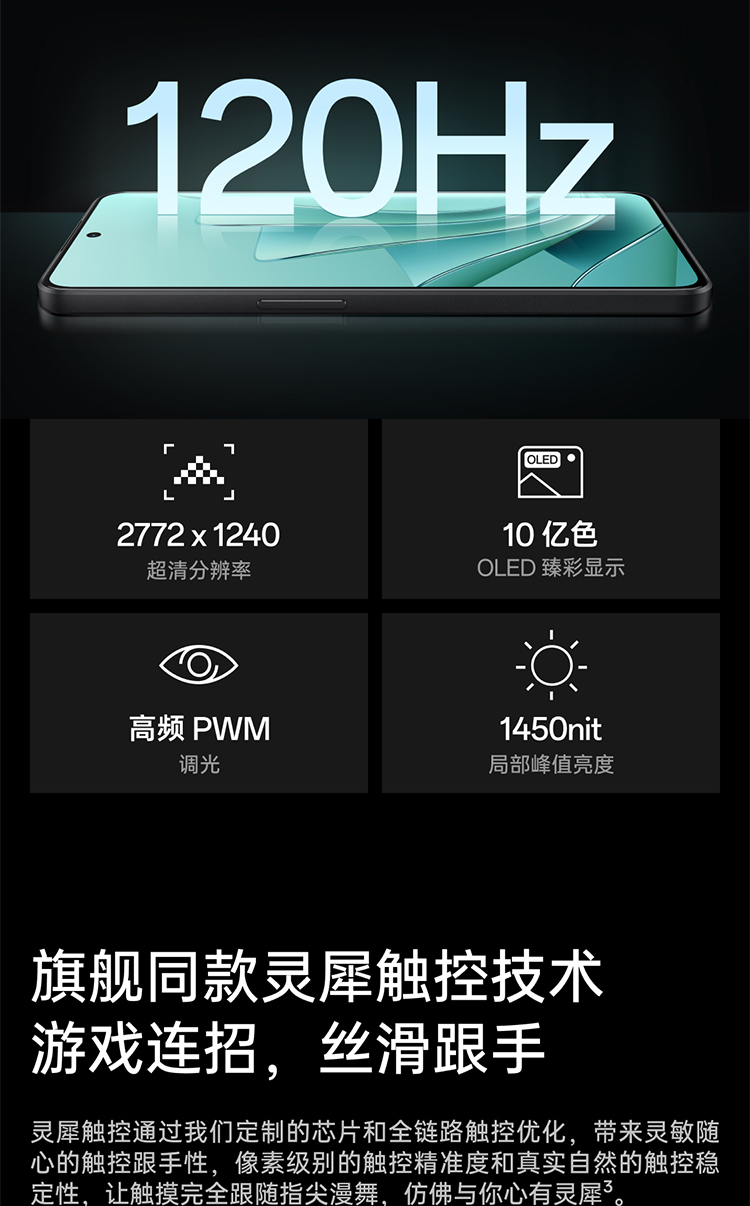 120Hz
2772 x 1240
超清分辨率
OLED
10 亿色
OLED 臻彩显示
高频 PWM
调光
1450nit
局部峰值亮度
旗舰同款灵犀触控技术
游戏连招，丝滑跟手
灵犀触控通过我们定制的芯片和全链路触控优化，带来灵敏随
心的触控跟手性，像素级别的触控精准度和真实自然的触控稳
定性，让触摸完全跟随指尖漫舞，仿佛与你心有灵犀³。